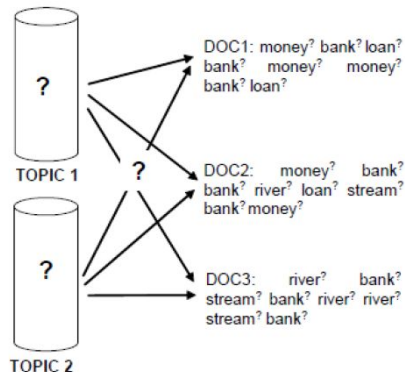 ?
TOPIC 1
?
TOPIC 2
?
DOC1: money? bank? loan?
bank? money? money?
bank? loan?
DOC2: money? bank?
bank? river? loan? stream?
bank? money?
DOC3: river? bank?
stream? bank? river? river?
stream? bank?